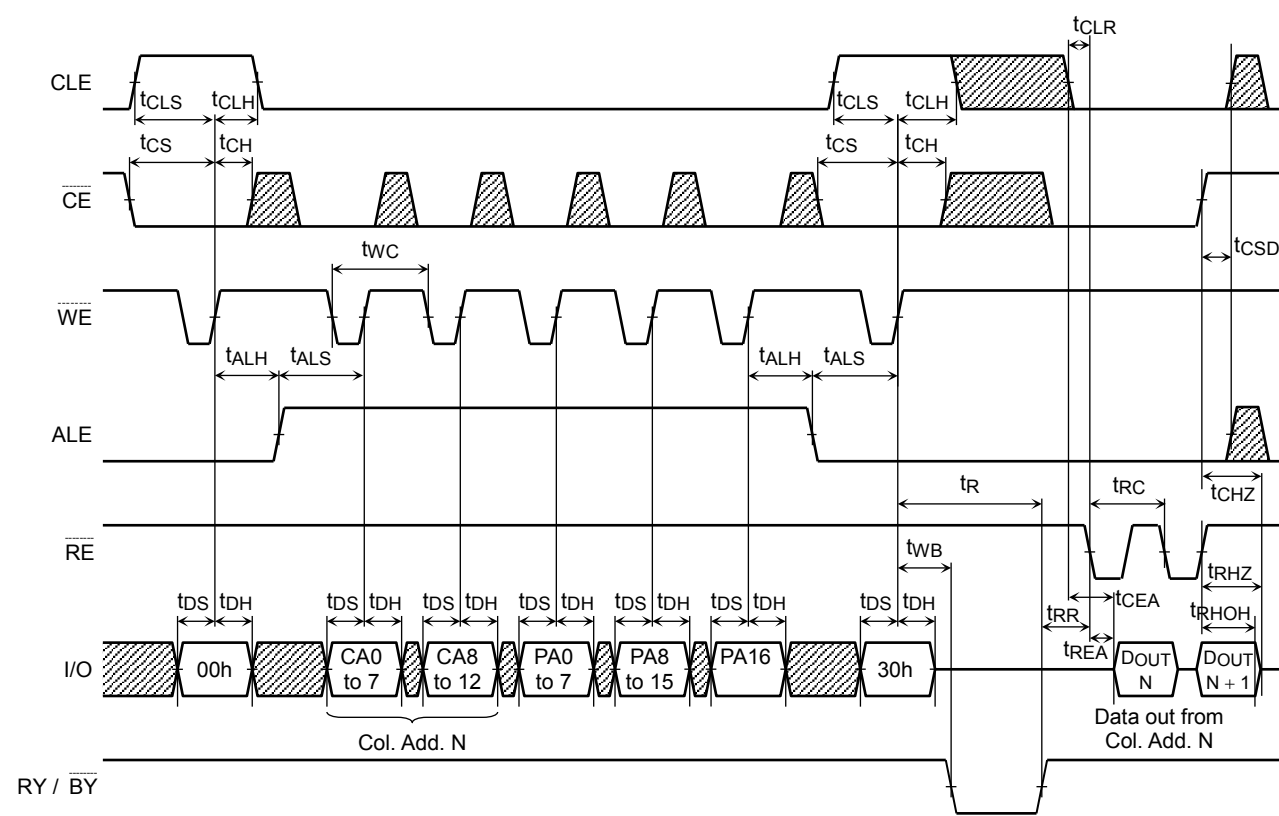 tCLR
CLE
tCLS tCLH tCLS tCLH
tCS tCH tCS tCH
CE
tWC tCSD
WE
tALH tALS tALH tALS
ALE
tR tRC tCHZ
RE
tWB tRHZ
tDS tDH tDS tDH tDS tDH tDS tDH tDS tDH tDS tDH tDS tDH tRR tCEA tRHOH
tREA
I/O 00h CA0 to 7 CA8 to 12 PA0 to 7 PA8 to 15 PA16 30h DOUT N DOUT N + 1
Col. Add. N
Data out from
Col. Add. N
RY / BY